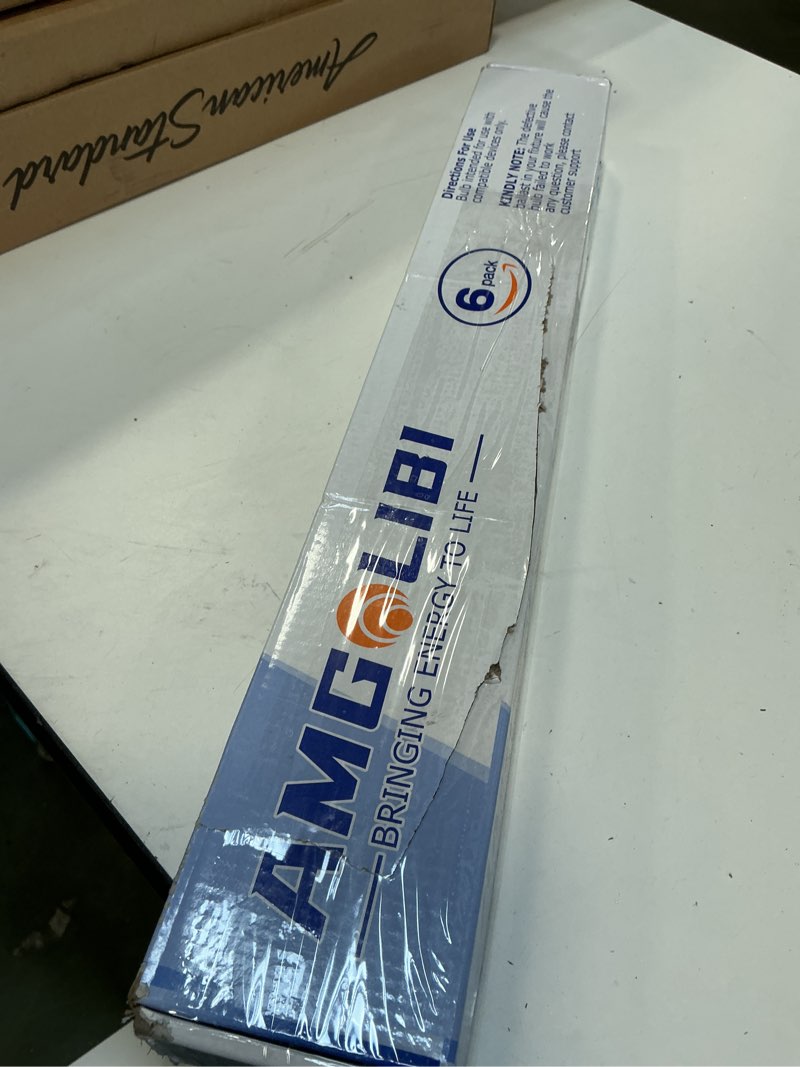 American Standard
Directions For Use
Bulb intended for use with
compatible devices only.
KINDLY NOTE: The defective
ballast in your fixture will cause the
bulb failed to work
any question, please contact
customer support
6
pack
AMGOLIBI
BRINGING ENERGY TO LIFE